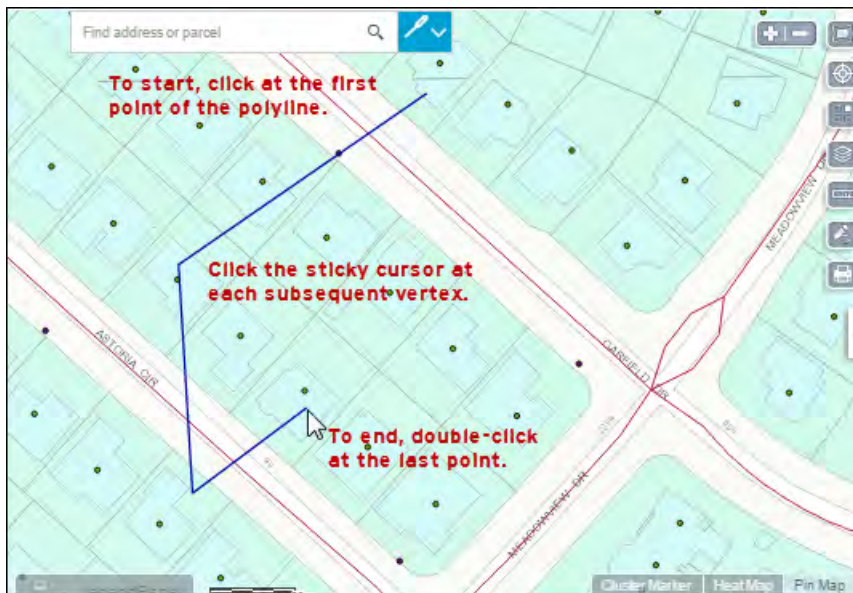 Find address or parcel
To start, click at the first
point of the polyline.
Click the sticky cursor at
each subsequent vertex.
To end, double-click
at the last point.
ASTORIA CIR
GARFIELD DR
MEADOWVIEW DR
MEADOWVIEW DR
Cluster Marker
Heat Map
Pin Map